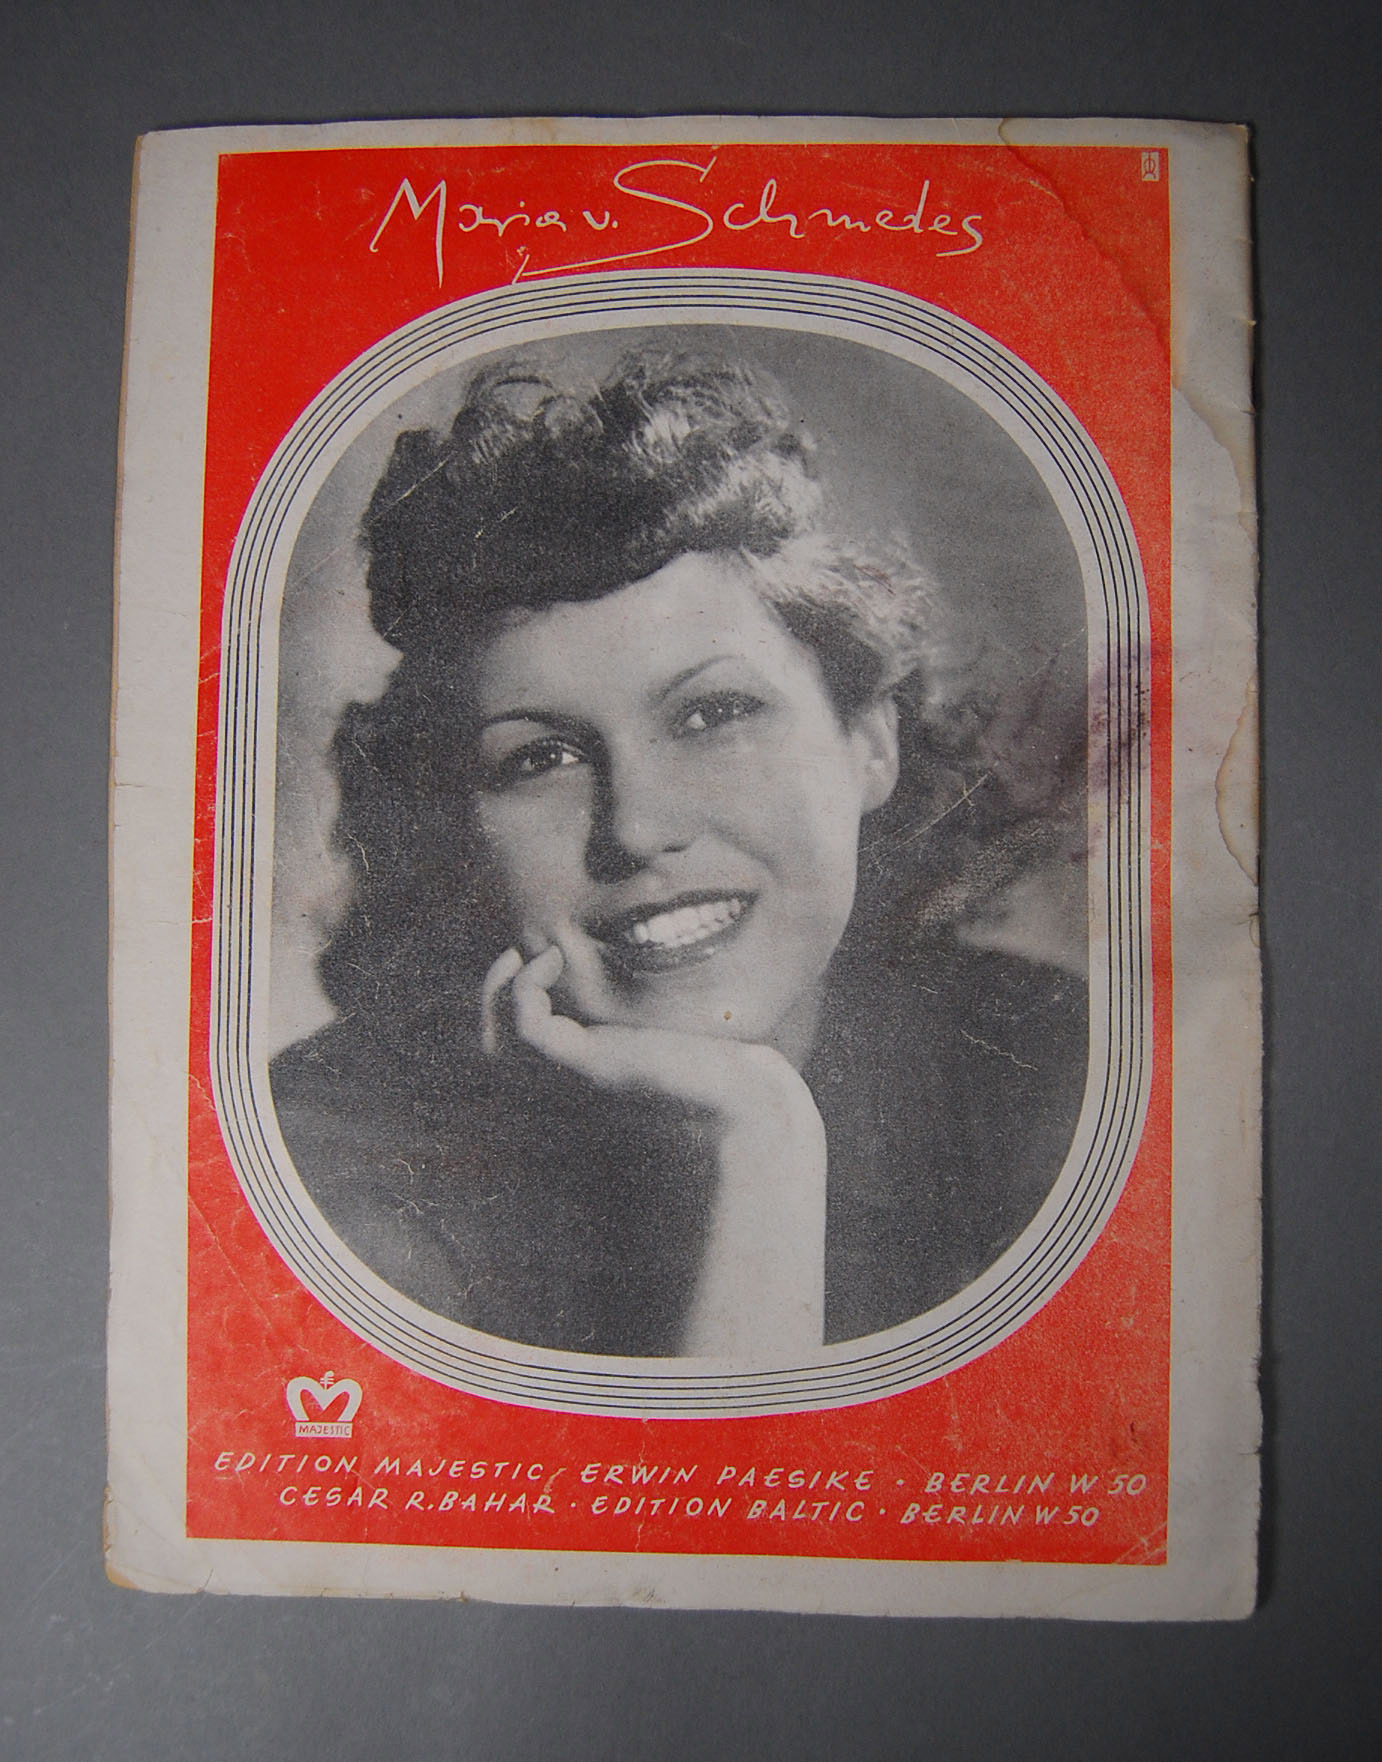 Maria v. Schmedes
MAJESTIC
EDITION MAJESTIC ERWIN PAESIKE · BERLIN W 50
CESAR R. BAHAR · EDITION BALTIC · BERLIN W 50